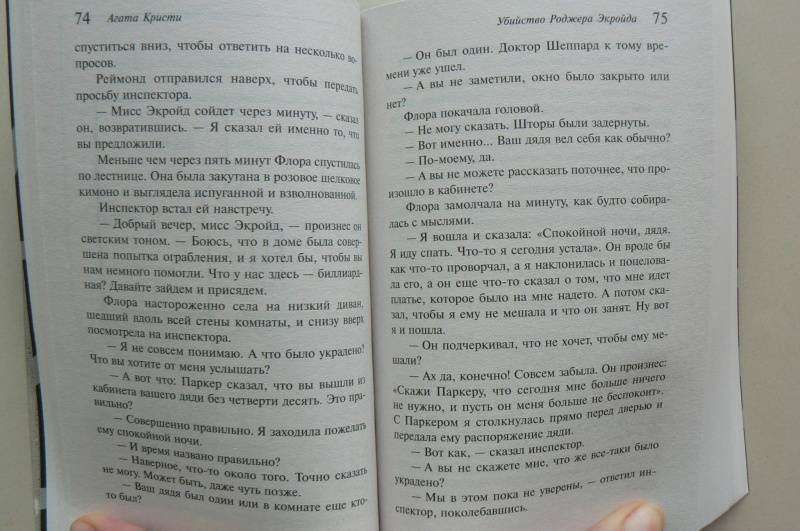 74 Агата Кристи
спуститься вниз, чтобы ответить на несколько во-
просов.
Реймонд отправился наверх, чтобы передать
просьбу инспектора.
— Мисс Экройд сойдет через минуту, — сказал
он, возвратившись. — Я сказал ей именно то, что
вы предложили.
Меньше чем через пять минут Флора спустилась
по лестнице. Она была закутана в розовое шелковое
кимоно и выглядела испуганной и взволнованной.
Инспектор встал ей навстречу.
— Добрый вечер, мисс Экройд, — произнес он
светским тоном. — Боюсь, что в доме была совер-
шена попытка ограбления, и я хотел бы, чтобы вы
нам немного помогли. Что у нас здесь — биллиард-
ная? Давайте зайдем и присядем.
Флора настороженно села на низкий диван,
шедший вдоль всей стены комнаты, и снизу вверх
посмотрела на инспектора.
— Я не совсем понимаю. А что было украдено?
Что вы хотите от меня услышать?
— А вот что: Паркер сказал, что вы вышли из
кабинета вашего дяди без четверти десять. Это пра-
вильно?
— Совершенно правильно. Я заходила пожелать
ему спокойной ночи.
— И время названо правильно?
— Наверное, что-то около того. Точно сказать
не могу. Может быть, даже чуть позже.
— Ваш дядя был один или в комнате еще кто-
то был?
Убийство Роджера Экройда 75
— Он был один. Доктор Шеппард к тому вре-
мени уже ушел.
— А вы не заметили, окно было закрыто или
нет?
Флора покачала головой.
— Не могу сказать. Шторы были задернуты.
— Вот именно... Ваш дядя вел себя как обычно?
— По-моему, да.
— А вы не можете рассказать поточнее, что про-
изошло в кабинете?
Флора замолчала на минуту, как будто собира-
лась с мыслями.
— Я вошла и сказала: «Спокойной ночи, дядя.
Я иду спать. Что-то я сегодня устала». Он вроде бы
как что-то проворчал, а я наклонилась и поцелова-
ла его, а он еще что-то сказал о том, что мне идет
платье, которое было на мне надето. А потом ска-
зал, чтобы я ему не мешала и что он занят. Ну вот
я и пошла.
— Он подчеркивал, что не хочет, чтобы ему ме-
шали?
— Ах да, конечно! Совсем забыла. Он произнес:
«Скажи Паркеру, что сегодня мне больше ничего
не нужно, и пусть он меня больше не беспокоит».
С Паркером я столкнулась прямо перед дверью и
передала ему распоряжение дяди.
— Вот как, — сказал инспектор.
— А вы не скажете мне, что же все-таки было
украдено?
— Мы в этом пока не уверены, — ответил ин-
спектор, поколебавшись.